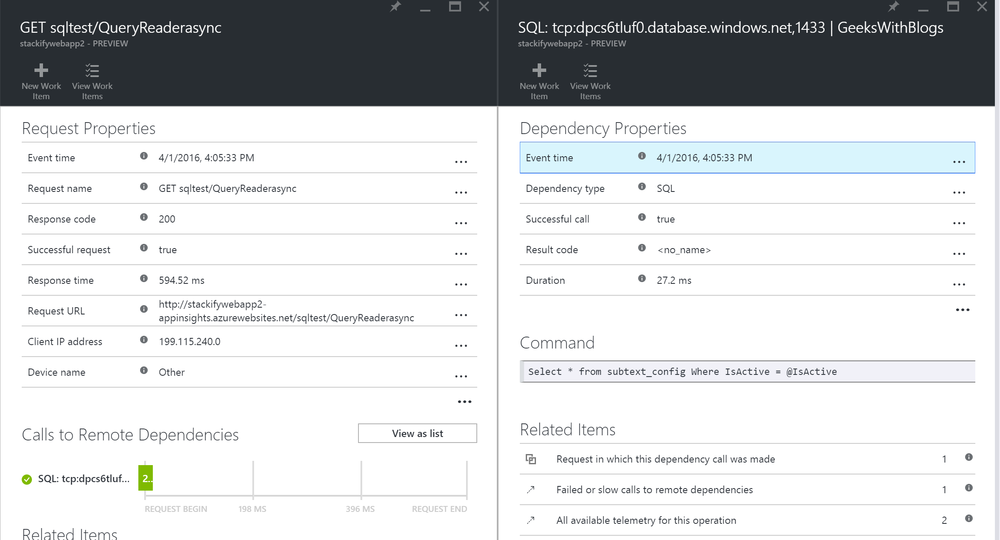 GET sqltest/QueryReaderasync
stackifywebapp2 - PREVIEW
New Work
Item
View Work
Items
Request Properties
Event time 4/1/2016, 4:05:33 PM ...
Request name GET sqltest/QueryReaderasync ...
Response code 200 ...
Successful request true ...
Response time 594.52 ms ...
Request URL http://stackifywebapp2-
appinsights.azurewebsites.net/sqltest/QueryReaderasync ...
Client IP address 199.115.240.0 ...
Device name Other ...
...
Calls to Remote Dependencies
View as list
SQL: tcp:dpcs6tluf... 2..
REQUEST BEGIN 198 MS 396 MS REQUEST END
Related Items
SQL: tcp:dpcs6tluf0.database.windows.net,1433 | GeeksWithBlogs
stackifywebapp2 - PREVIEW
New Work
Item
View Work
Items
Dependency Properties
Event time 4/1/2016, 4:05:33 PM ...
Dependency type SQL ...
Successful call true ...
Result code <no_name> ...
Duration 27.2 ms ...
...
Command
Select * from subtext_config Where IsActive = @IsActive
Related Items
Request in which this dependency call was made 1
Failed or slow calls to remote dependencies 1
All available telemetry for this operation 2